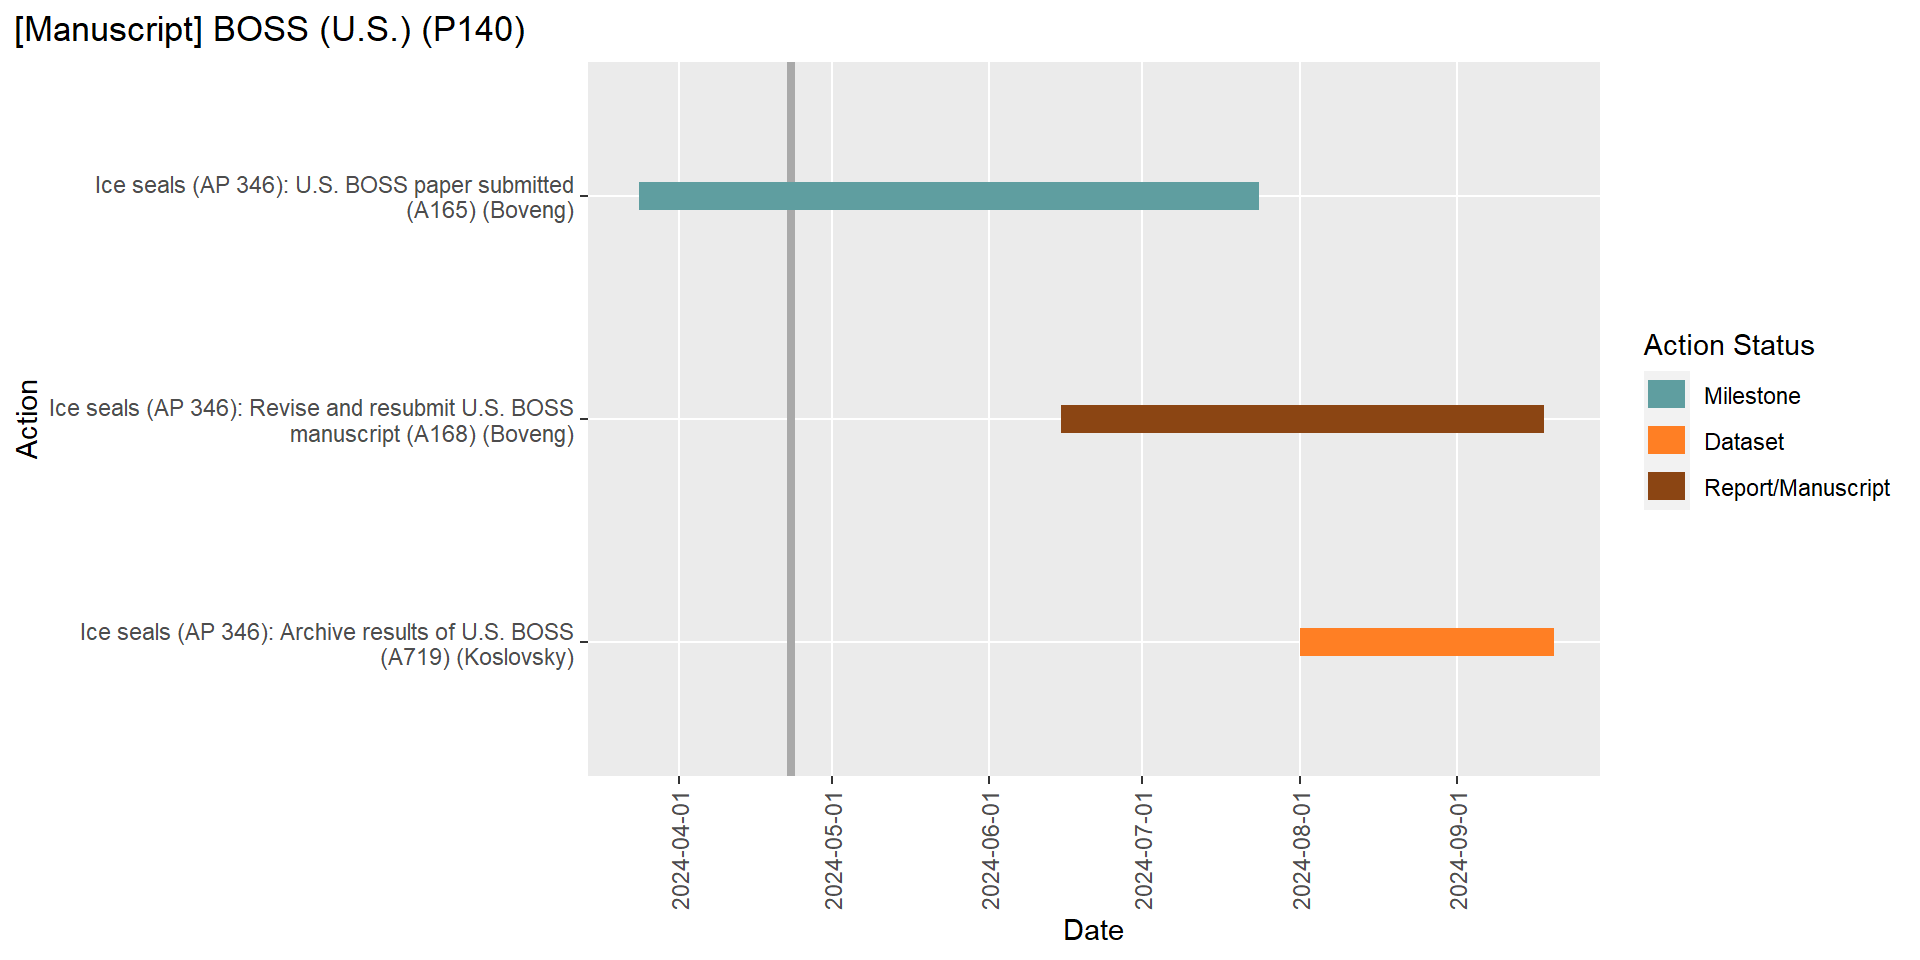 [Manuscript] BOSS (U.S.) (P140)
Action
Ice seals (AP 346): U.S. BOSS paper submitted
(A165) (Boveng)
Ice seals (AP 346): Revise and resubmit U.S. BOSS
manuscript (A168) (Boveng)
Ice seals (AP 346): Archive results of U.S. BOSS
(A719) (Koslovsky)
2024-04-01
2024-05-01
2024-06-01
2024-07-01
2024-08-01
2024-09-01
Date
Action Status
Milestone
Dataset
Report/Manuscript